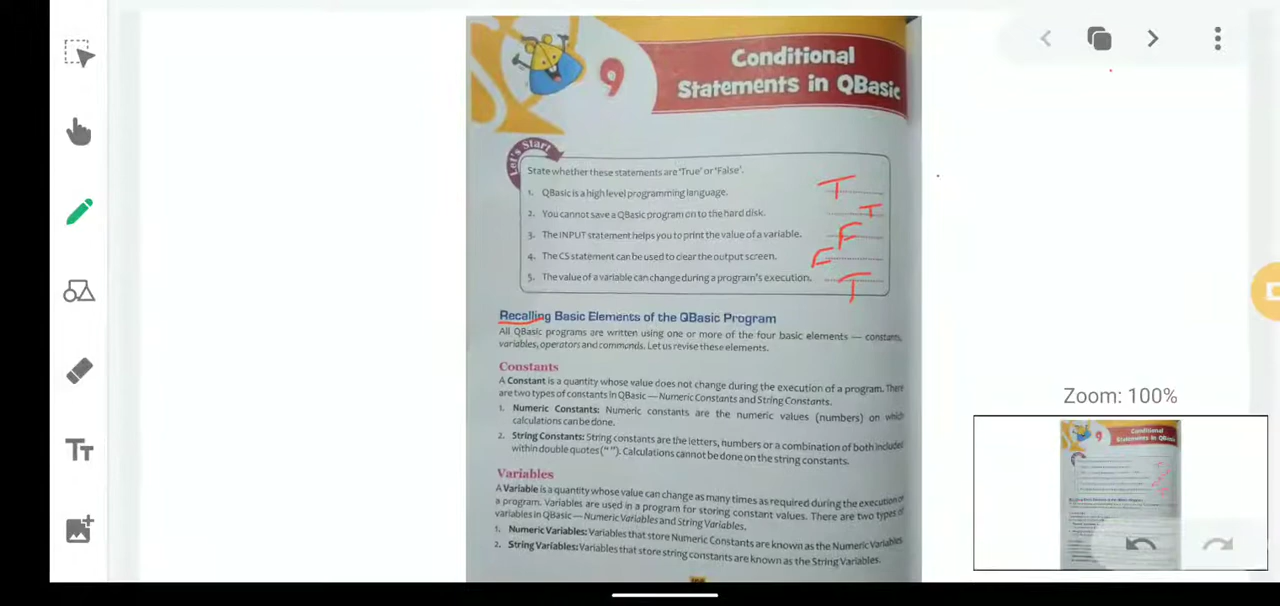 9
Conditional
Statements in QBasic
Let's Start
State whether these statements are 'True' or 'False'.
1. QBasic is a high level programming language. T
2. You cannot save a QBasic program on to the hard disk. T
3. The INPUT statement helps you to print the value of a variable. F
4. The CS statement can be used to clear the output screen. F
5. The value of a variable can change during a program's execution. T
Recalling Basic Elements of the QBasic Program
All QBasic programs are written using one or more of the four basic elements — constants,
variables, operators and commands. Let us revise these elements.
Constants
A Constant is a quantity whose value does not change during the execution of a program. There
are two types of constants in QBasic — Numeric Constants and String Constants.
1. Numeric Constants: Numeric constants are the numeric values (numbers) on which
calculations can be done.
2. String Constants: String constants are the letters, numbers or a combination of both included
within double quotes (" "). Calculations cannot be done on the string constants.
Variables
A Variable is a quantity whose value can change as many times as required during the execution of
a program. Variables are used in a program for storing constant values. There are two types of
variables in QBasic — Numeric Variables and String Variables.
1. Numeric Variables: Variables that store Numeric Constants are known as the Numeric Variables
2. String Variables: Variables that store string constants are known as the String Variables.
Tt
Zoom: 100%